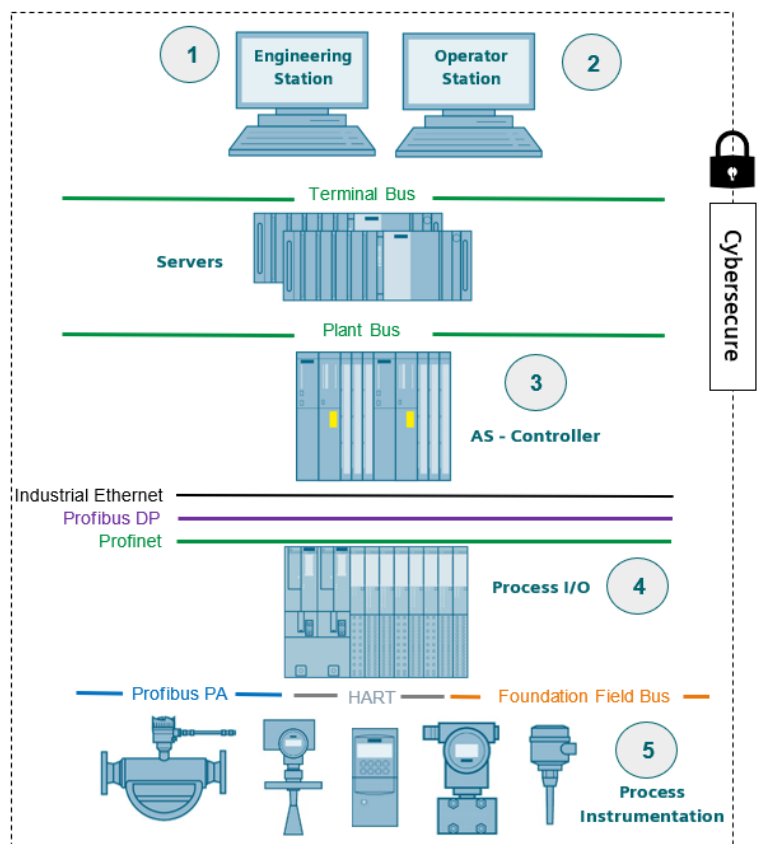 1
Engineering
Station
Operator
Station
2
Terminal Bus
Servers
Cybersecure
Plant Bus
3
AS - Controller
Industrial Ethernet
Profibus DP
Profinet
Process I/O
4
Profibus PA
HART
Foundation Field Bus
5
Process
Instrumentation